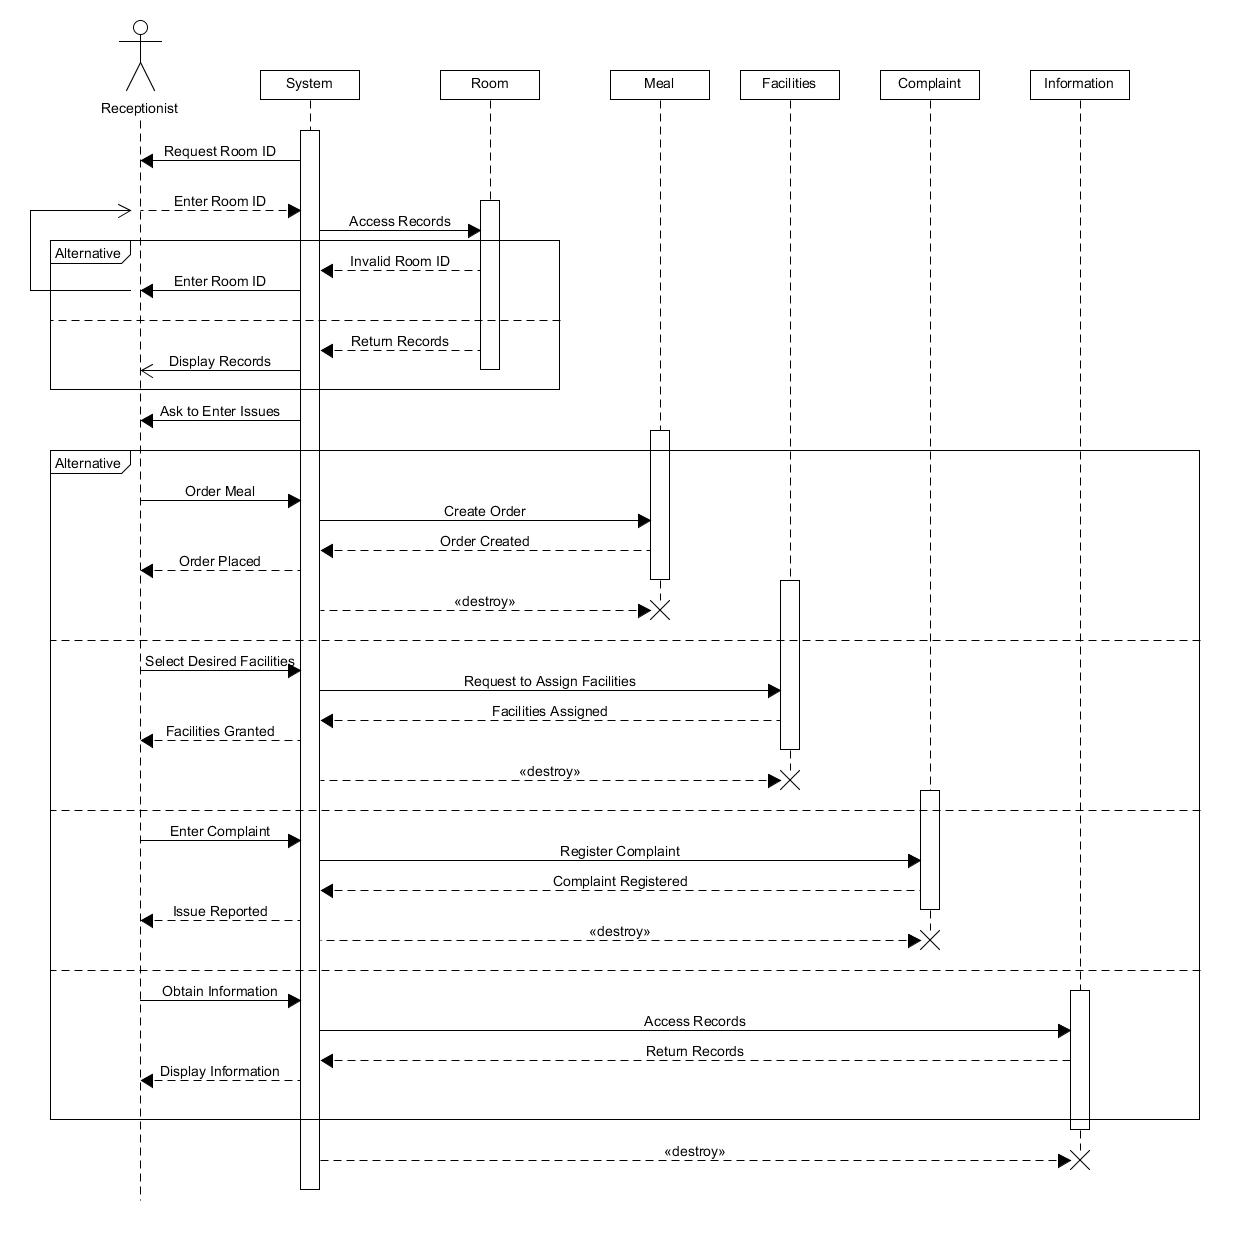 Receptionist
System
Room
Meal
Facilities
Complaint
Information
Request Room ID
Enter Room ID
Access Records
Alternative
Invalid Room ID
Enter Room ID
Return Records
Display Records
Ask to Enter Issues
Alternative
Order Meal
Create Order
Order Created
Order Placed
«destroy»
Select Desired Facilities
Request to Assign Facilities
Facilities Assigned
Facilities Granted
«destroy»
Enter Complaint
Register Complaint
Complaint Registered
Issue Reported
«destroy»
Obtain Information
Access Records
Return Records
Display Information
«destroy»